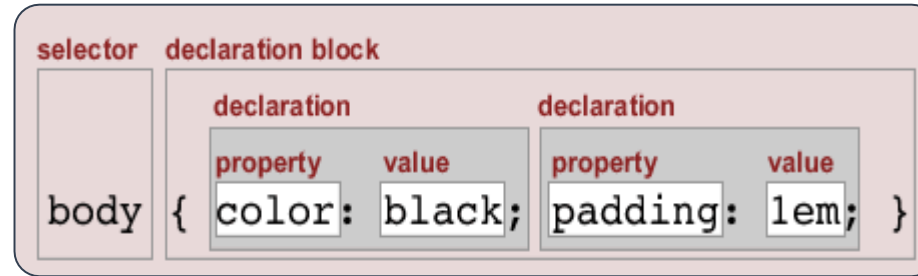 selector declaration block
declaration declaration
property value property value
body { color: black; padding: 1em; }